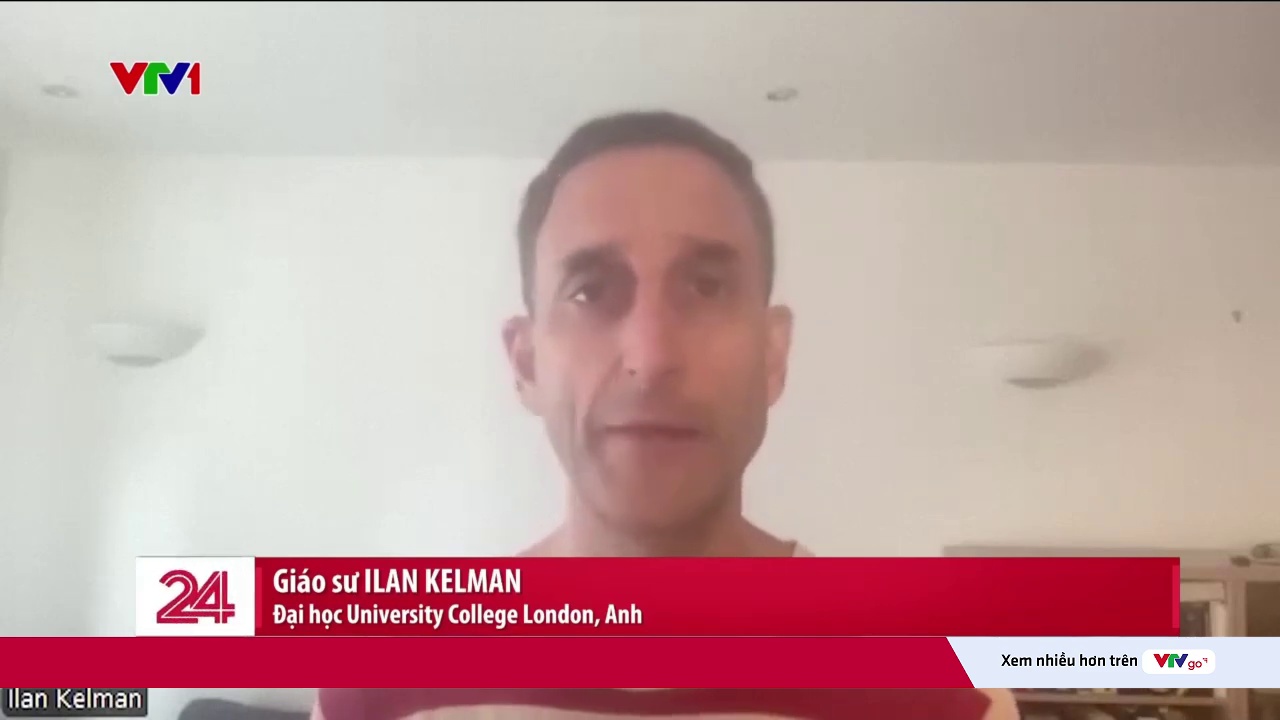 VTV1
24
Giáo sư ILAN KELMAN
Đại học University College London, Anh
Xem nhiều hơn trên VTVgo
Ilan Kelman